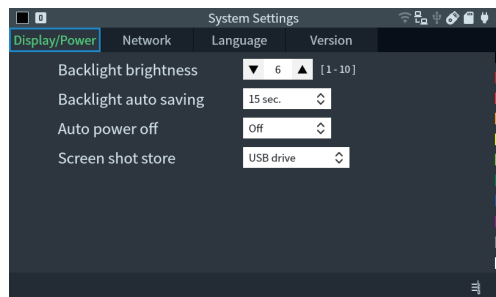 0 System Settings
Display/Power Network Language Version
Backlight brightness ▼ 6 ▲ [1-10]
Backlight auto saving 15 sec.
Auto power off Off
Screen shot store USB drive